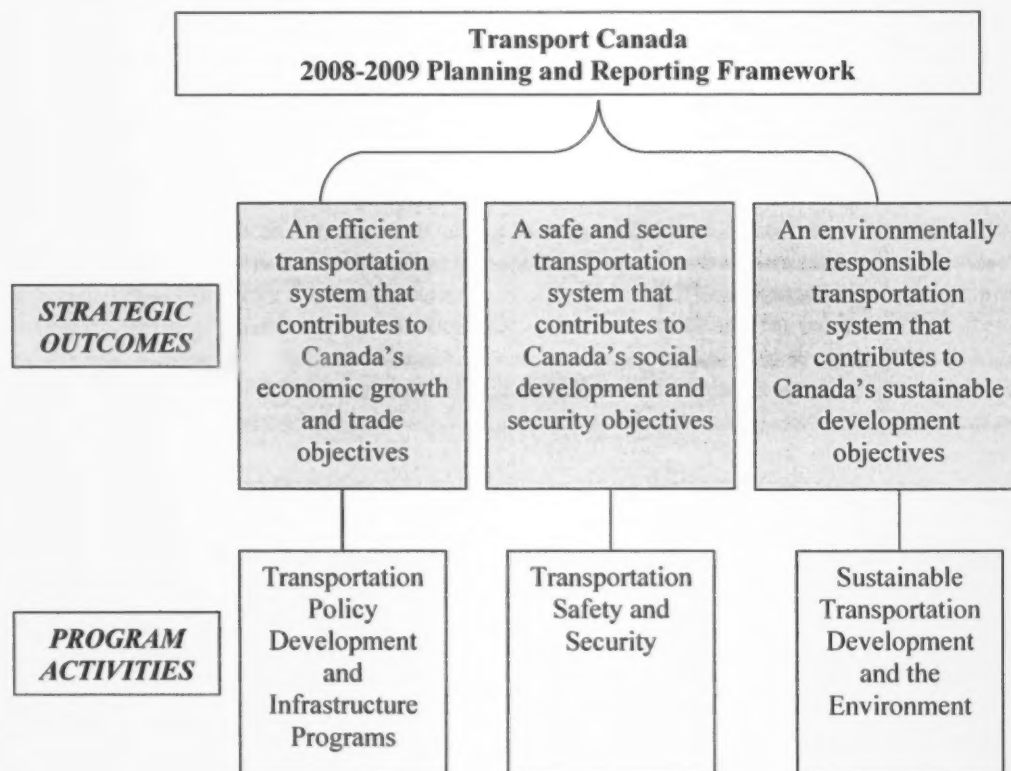 Transport Canada
2008-2009 Planning and Reporting Framework
STRATEGIC
OUTCOMES
An efficient
transportation
system that
contributes to
Canada's
economic growth
and trade
objectives
A safe and secure
transportation
system that
contributes to
Canada's social
development and
security objectives
An environmentally
responsible
transportation
system that
contributes to
Canada's sustainable
development
objectives
PROGRAM
ACTIVITIES
Transportation
Policy
Development
and
Infrastructure
Programs
Transportation
Safety and
Security
Sustainable
Transportation
Development
and the
Environment